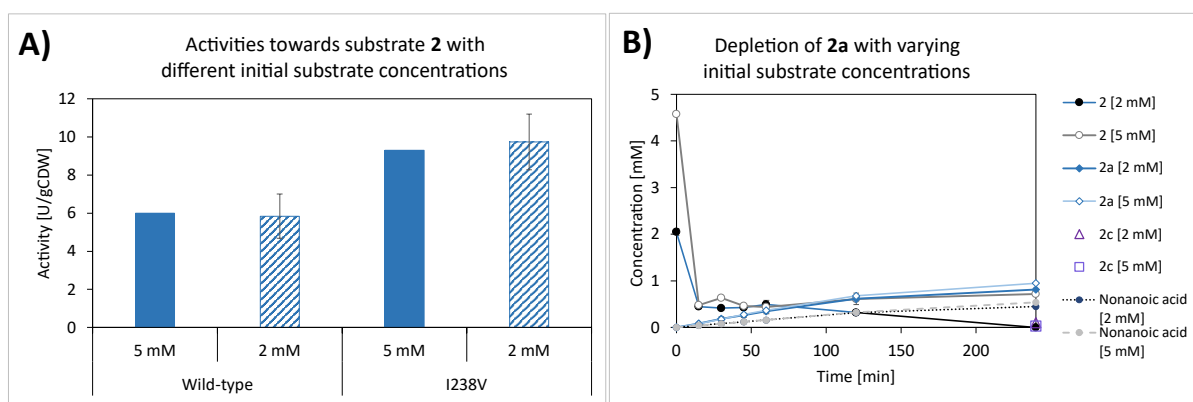 A)
Activities towards substrate 2 with
different initial substrate concentrations
Activity [U/gCDW]
12
10
8
6
4
2
0
5 mM
2 mM
5 mM
2 mM
Wild-type
I238V
B)
Depletion of 2a with varying
initial substrate concentrations
Concentration [mM]
5
4
3
2
1
0
0
50
100
150
200
Time [min]
2 [2 mM]
2 [5 mM]
2a [2 mM]
2a [5 mM]
2c [2 mM]
2c [5 mM]
Nonanoic acid
[2 mM]
Nonanoic acid
[5 mM]